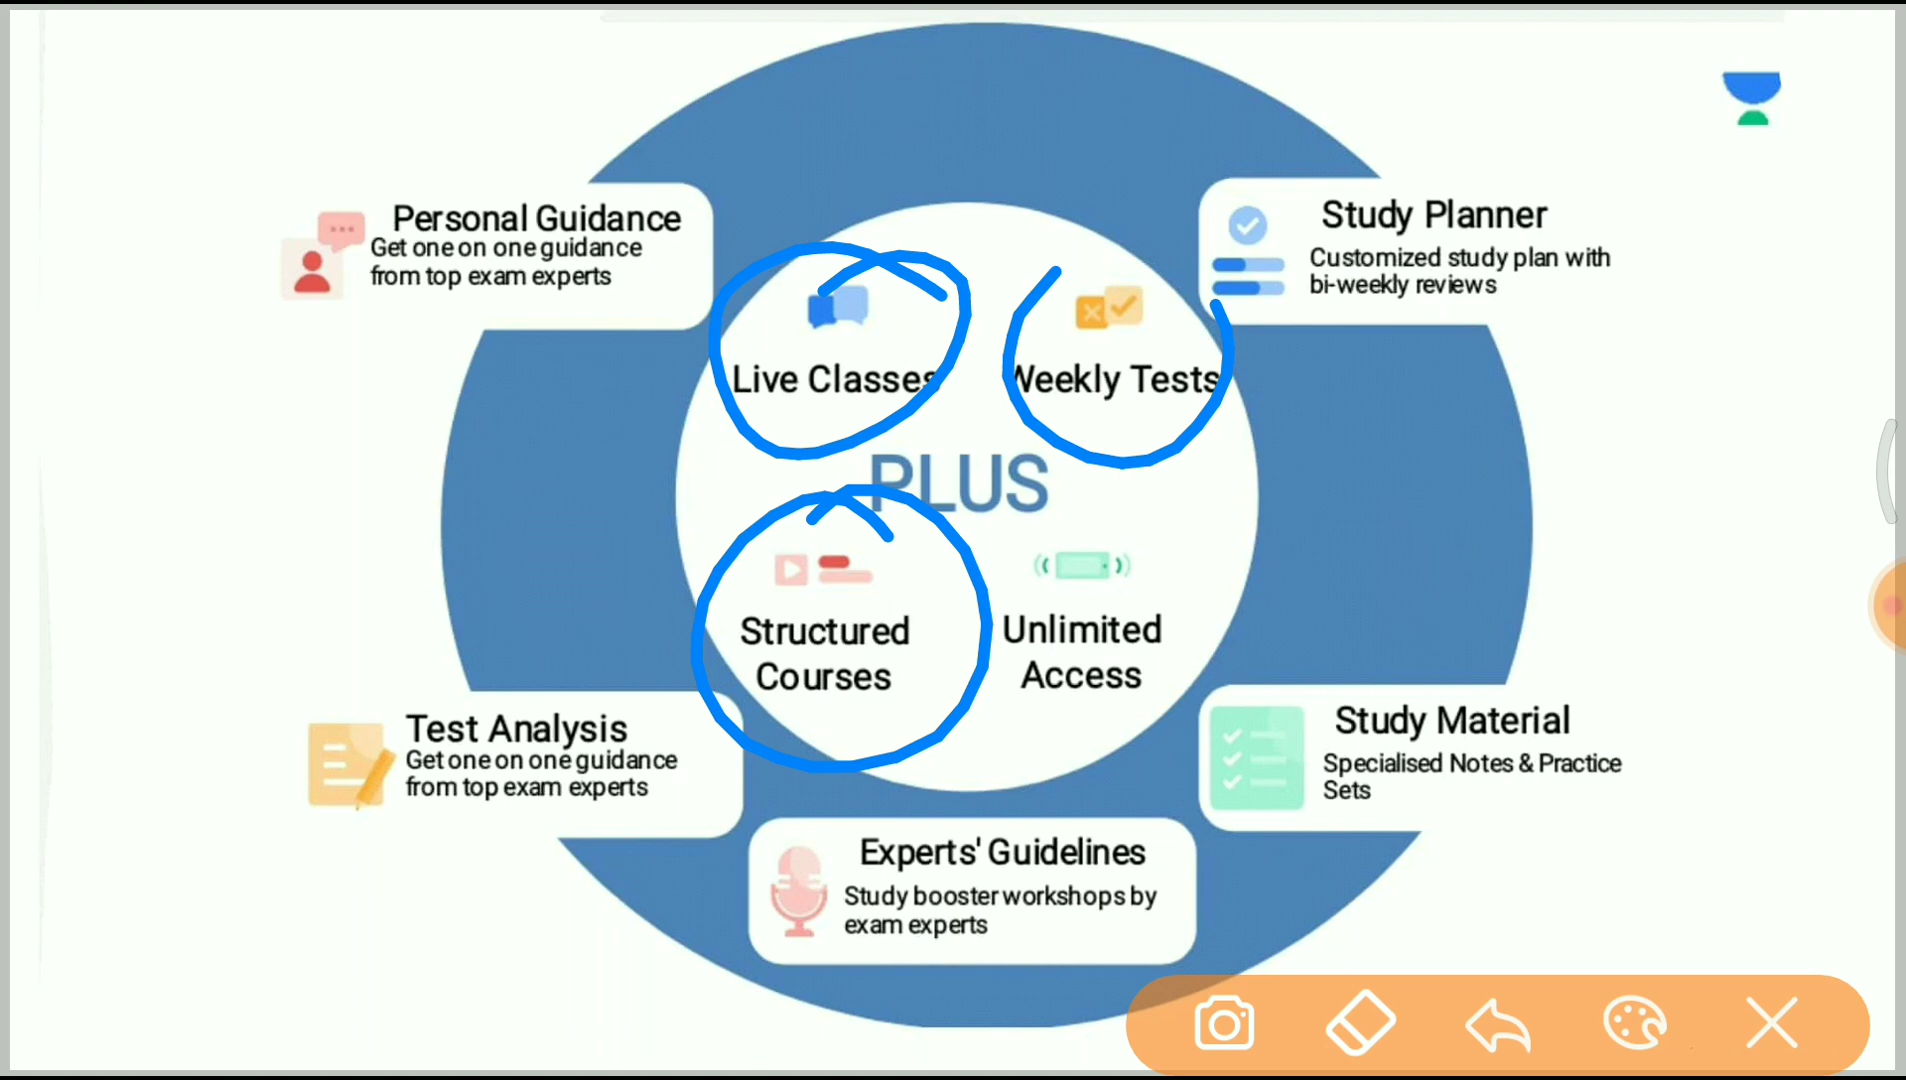 Personal Guidance
Get one on one guidance
from top exam experts
Study Planner
Customized study plan with
bi-weekly reviews
Live Classes
Weekly Tests
PLUS
Structured
Courses
Unlimited
Access
Test Analysis
Get one on one guidance
from top exam experts
Study Material
Specialised Notes & Practice
Sets
Experts' Guidelines
Study booster workshops by
exam experts